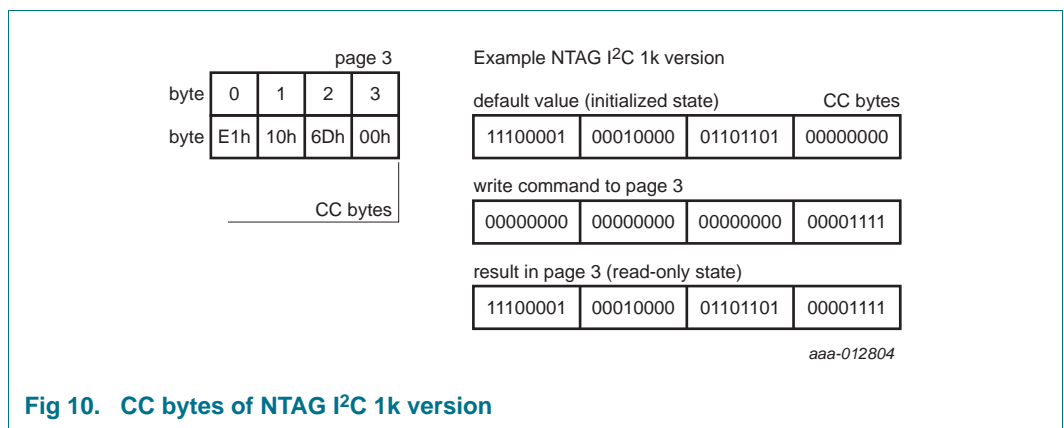 page 3
byte 0 1 2 3
byte E1h 10h 6Dh 00h
CC bytes
Example NTAG I2C 1k version
default value (initialized state) CC bytes
11100001 00010000 01101101 00000000
write command to page 3
00000000 00000000 00000000 00001111
result in page 3 (read-only state)
11100001 00010000 01101101 00001111
aaa-012804
Fig 10. CC bytes of NTAG I2C 1k version